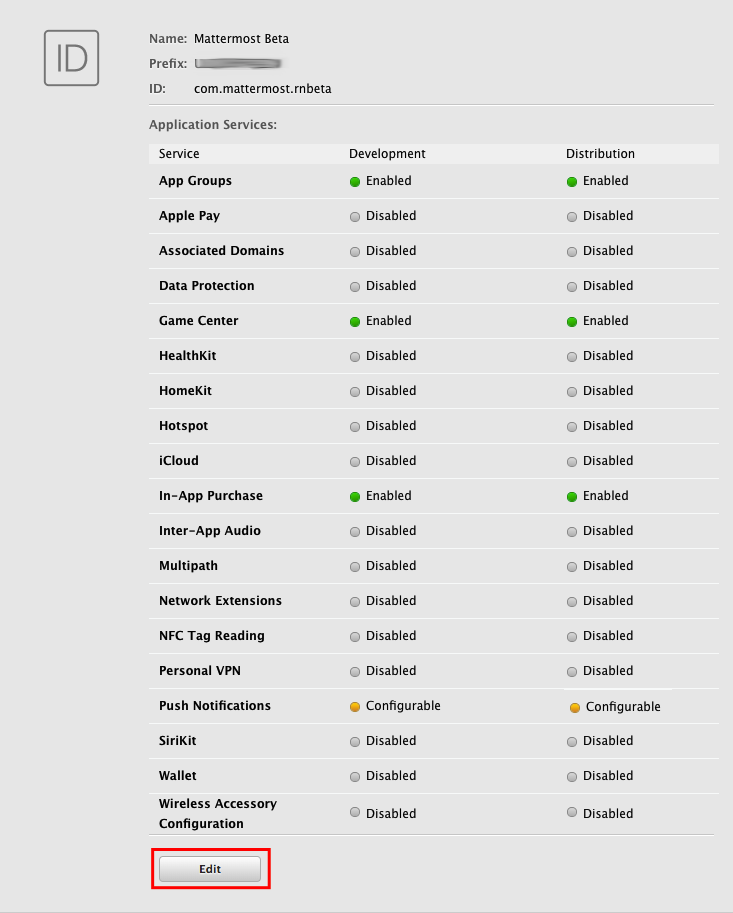 ID
Name: Mattermost Beta
Prefix:
ID: com.mattermost.rnbeta
Application Services:
Service Development Distribution
App Groups Enabled Enabled
Apple Pay Disabled Disabled
Associated Domains Disabled Disabled
Data Protection Disabled Disabled
Game Center Enabled Enabled
HealthKit Disabled Disabled
HomeKit Disabled Disabled
Hotspot Disabled Disabled
iCloud Disabled Disabled
In-App Purchase Enabled Enabled
Inter-App Audio Disabled Disabled
Multipath Disabled Disabled
Network Extensions Disabled Disabled
NFC Tag Reading Disabled Disabled
Personal VPN Disabled Disabled
Push Notifications Configurable Configurable
SiriKit Disabled Disabled
Wallet Disabled Disabled
Wireless Accessory
Configuration Disabled Disabled
Edit